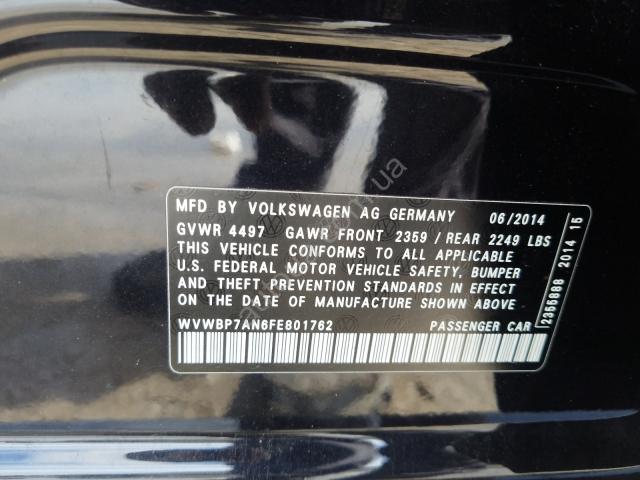 MFD BY VOLKSWAGEN AG GERMANY 06/2014
GVWR 4497 GAWR FRONT 2359 / REAR 2249 LBS
THIS VEHICLE CONFORMS TO ALL APPLICABLE
U.S. FEDERAL MOTOR VEHICLE SAFETY, BUMPER
AND THEFT PREVENTION STANDARDS IN EFFECT
ON THE DATE OF MANUFACTURE SHOWN ABOVE
WVWBP7AN6FE801762 PASSENGER CAR
2355888 2014 15